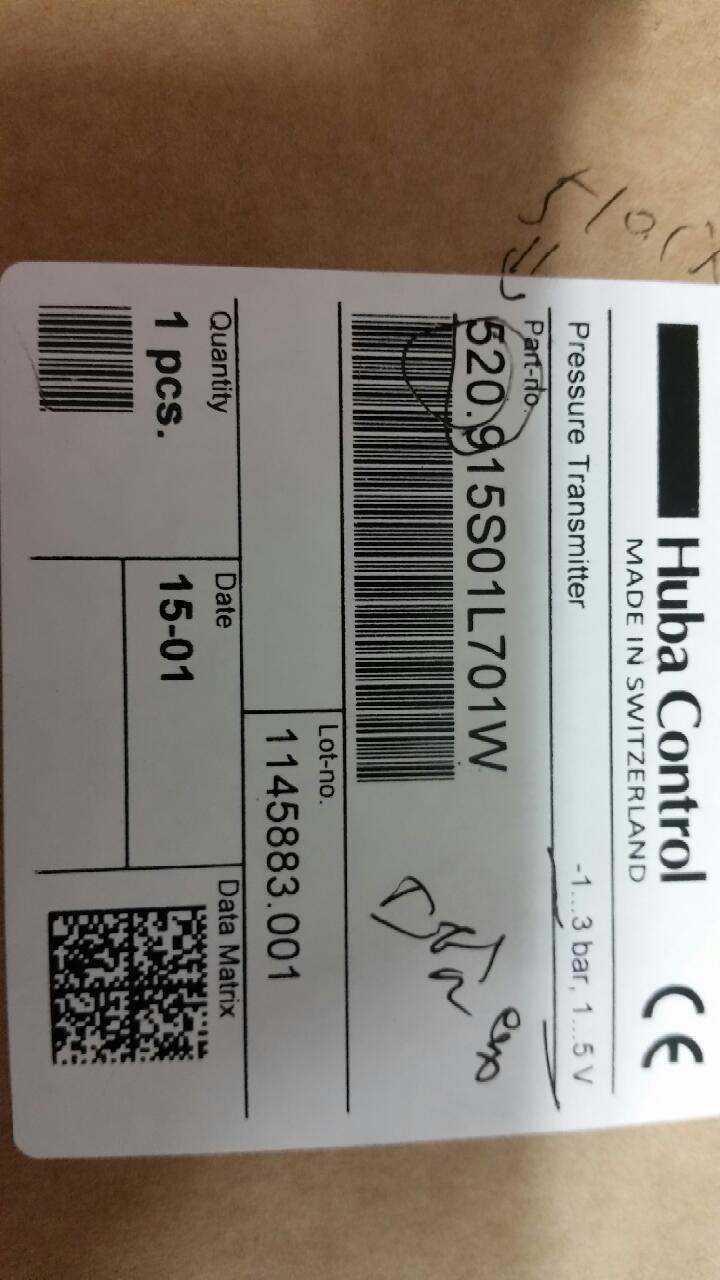 Huba Control
MADE IN SWITZERLAND
CE
Pressure Transmitter
-1...3 bar, 1...5 V
Part-no.
520.915S01L701W
Lot-no.
1145883.001
Quantity
1 pcs.
Date
15-01
Data Matrix